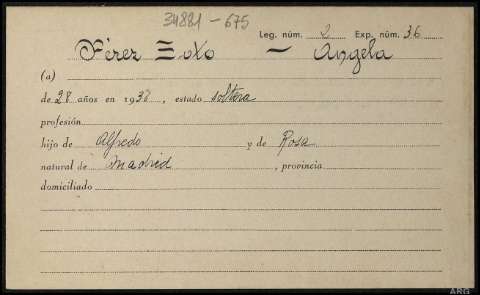 34881-675
Leg. núm. 2 Exp. núm. 36
Pérez Soto - Angela
(a)
de 28 años en 1938, estado soltera
profesión
hijo de Alfredo y de Rosa
natural de Madrid, provincia
domiciliado
ARG